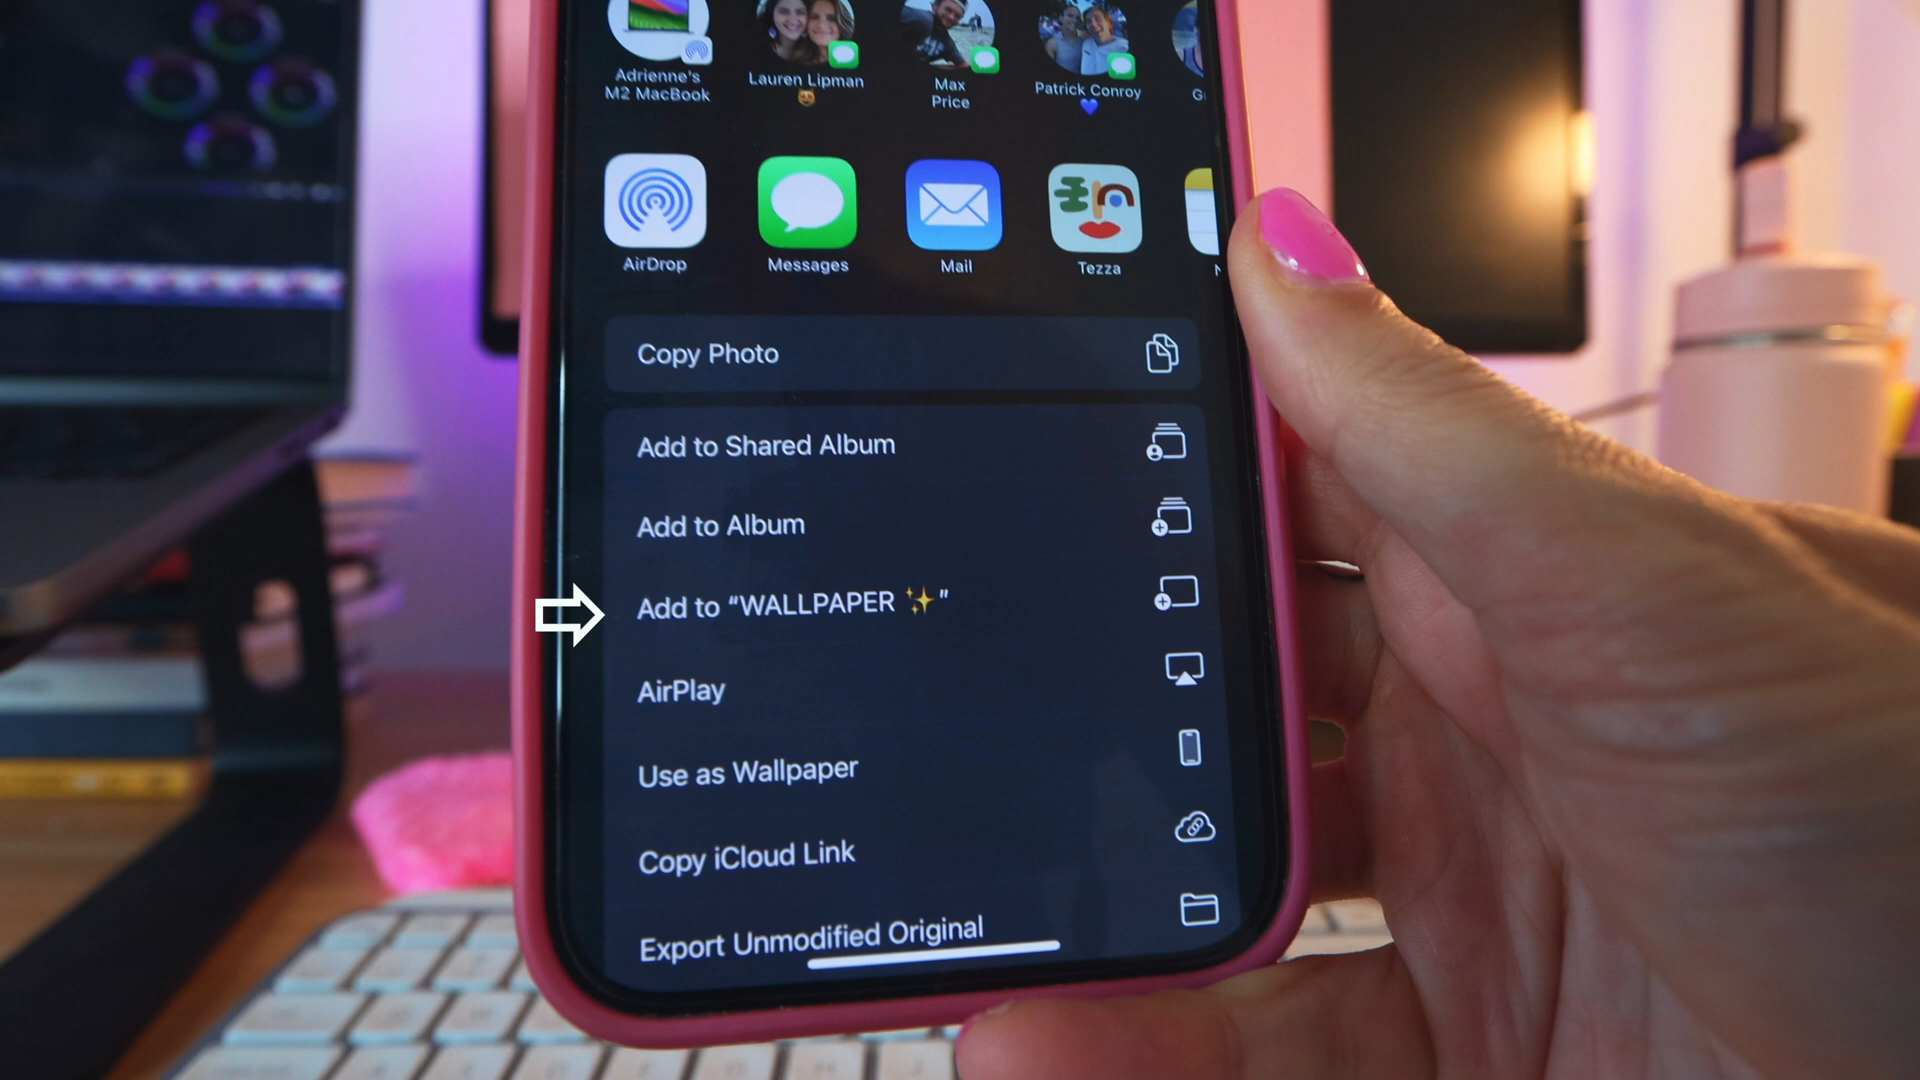 Adrienne's
M2 MacBook
Lauren Lipman
😻
Max
Price
Patrick Conroy
💙
AirDrop
Messages
Mail
Tezza
Copy Photo
Add to Shared Album
Add to Album
Add to “WALLPAPER ✨”
AirPlay
Use as Wallpaper
Copy iCloud Link
Export Unmodified Original